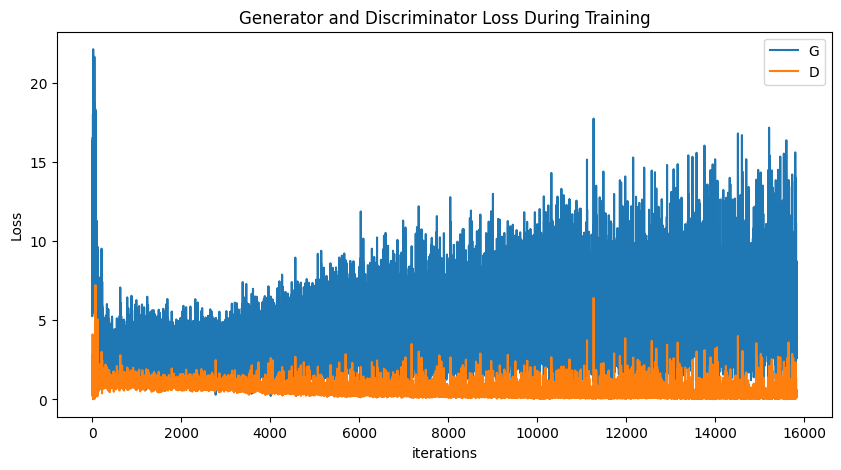 Generator and Discriminator Loss During Training
G
D
20
15
10
5
0
Loss
0 2000 4000 6000 8000 10000 12000 14000 16000
iterations